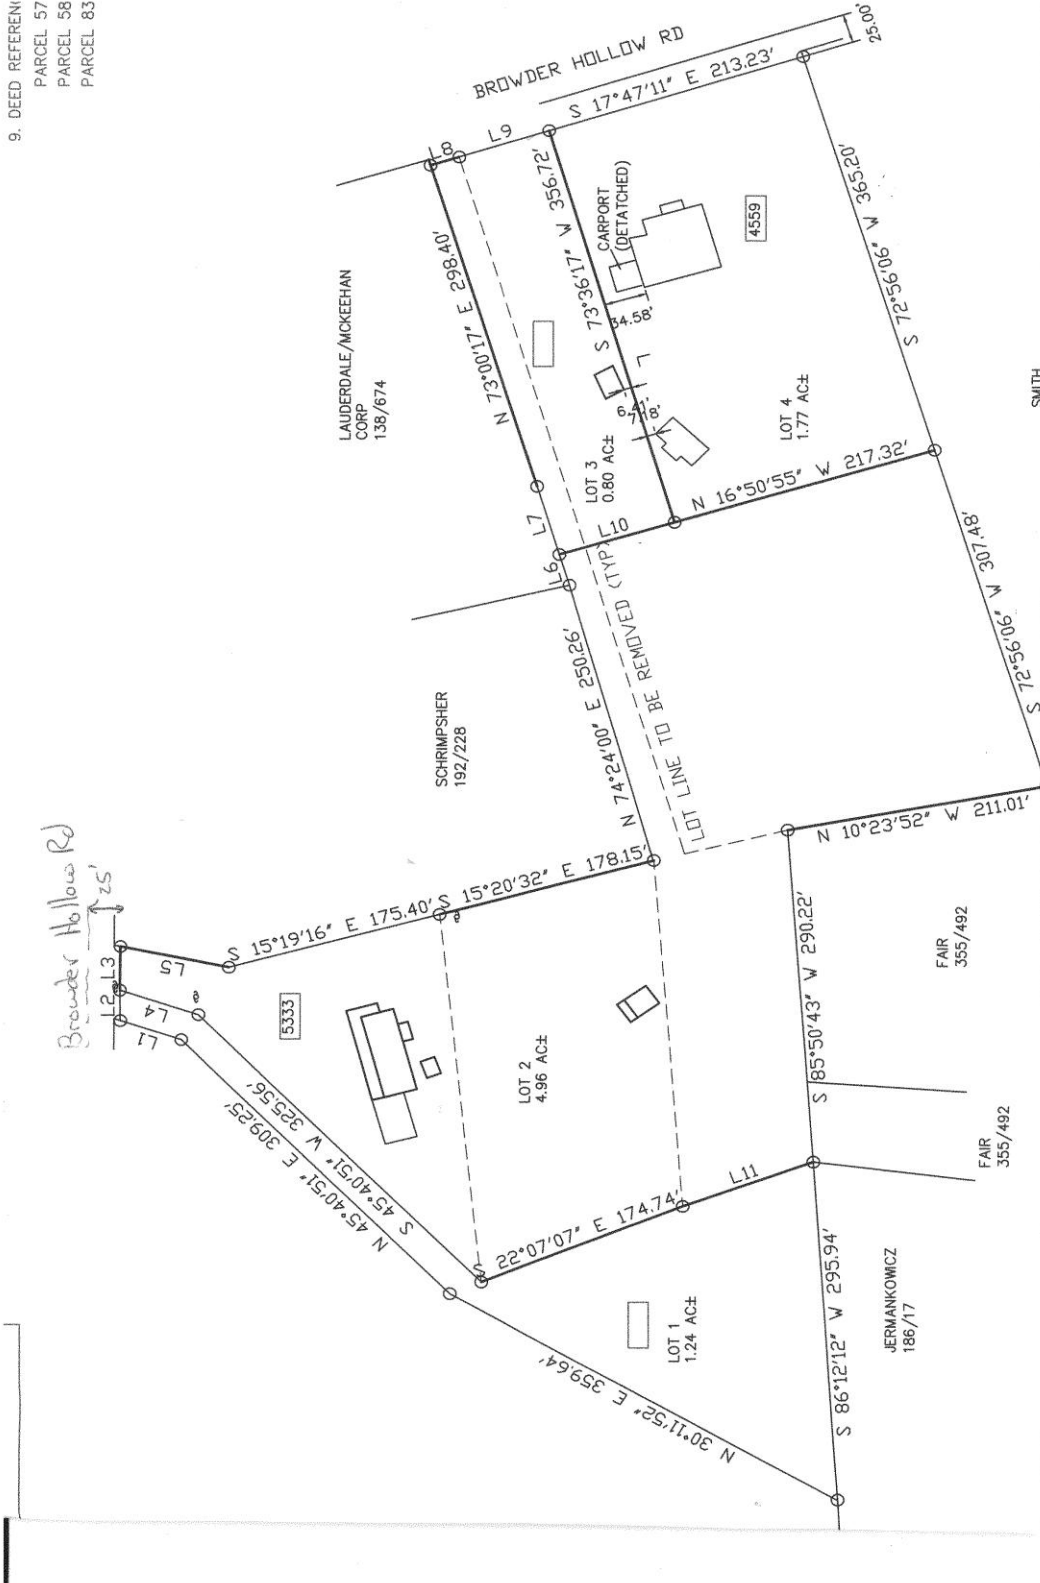 9. DEED REFERENC
PARCEL 57
PARCEL 58
PARCEL 83
Browder Hollow Rd
25'
BROWDER HOLLOW RD
25.00'
L8
L9
S 17°47'11" E 213.23'
LAUDERDALE/MCKEEHAN
CORP
138/674
N 73°00'17" E 298.40'
S 73°36'17" W 356.72'
CARPORT
(DETATCHED)
4559
34.58'
6.41'
7.18'
S 72°56'06" W 365.20'
LOT 3
0.80 AC±
LOT 4
1.77 AC±
L7
L6
L10
N 16°50'55" W 217.32'
SMITH
SCHRIMPSHER
192/228
N 74°24'00" E 250.26'
LOT LINE TO BE REMOVED (TYP)
S 72°56'06" W 307.48'
L2
L3
L1
L4
L5
S 15°19'16" E 175.40'
S 15°20'32" E 178.15'
N 10°23'52" W 211.01'
5333
N 45°40'51" E 309.25'
S 45°40'51" W 325.56'
LOT 2
4.96 AC±
S 85°50'43" W 290.22'
FAIR
355/492
S 22°07'07" E 174.74'
L11
FAIR
355/492
N 30°11'52" E 359.64'
LOT 1
1.24 AC±
S 86°12'12" W 295.94'
JERMANKOWICZ
186/17